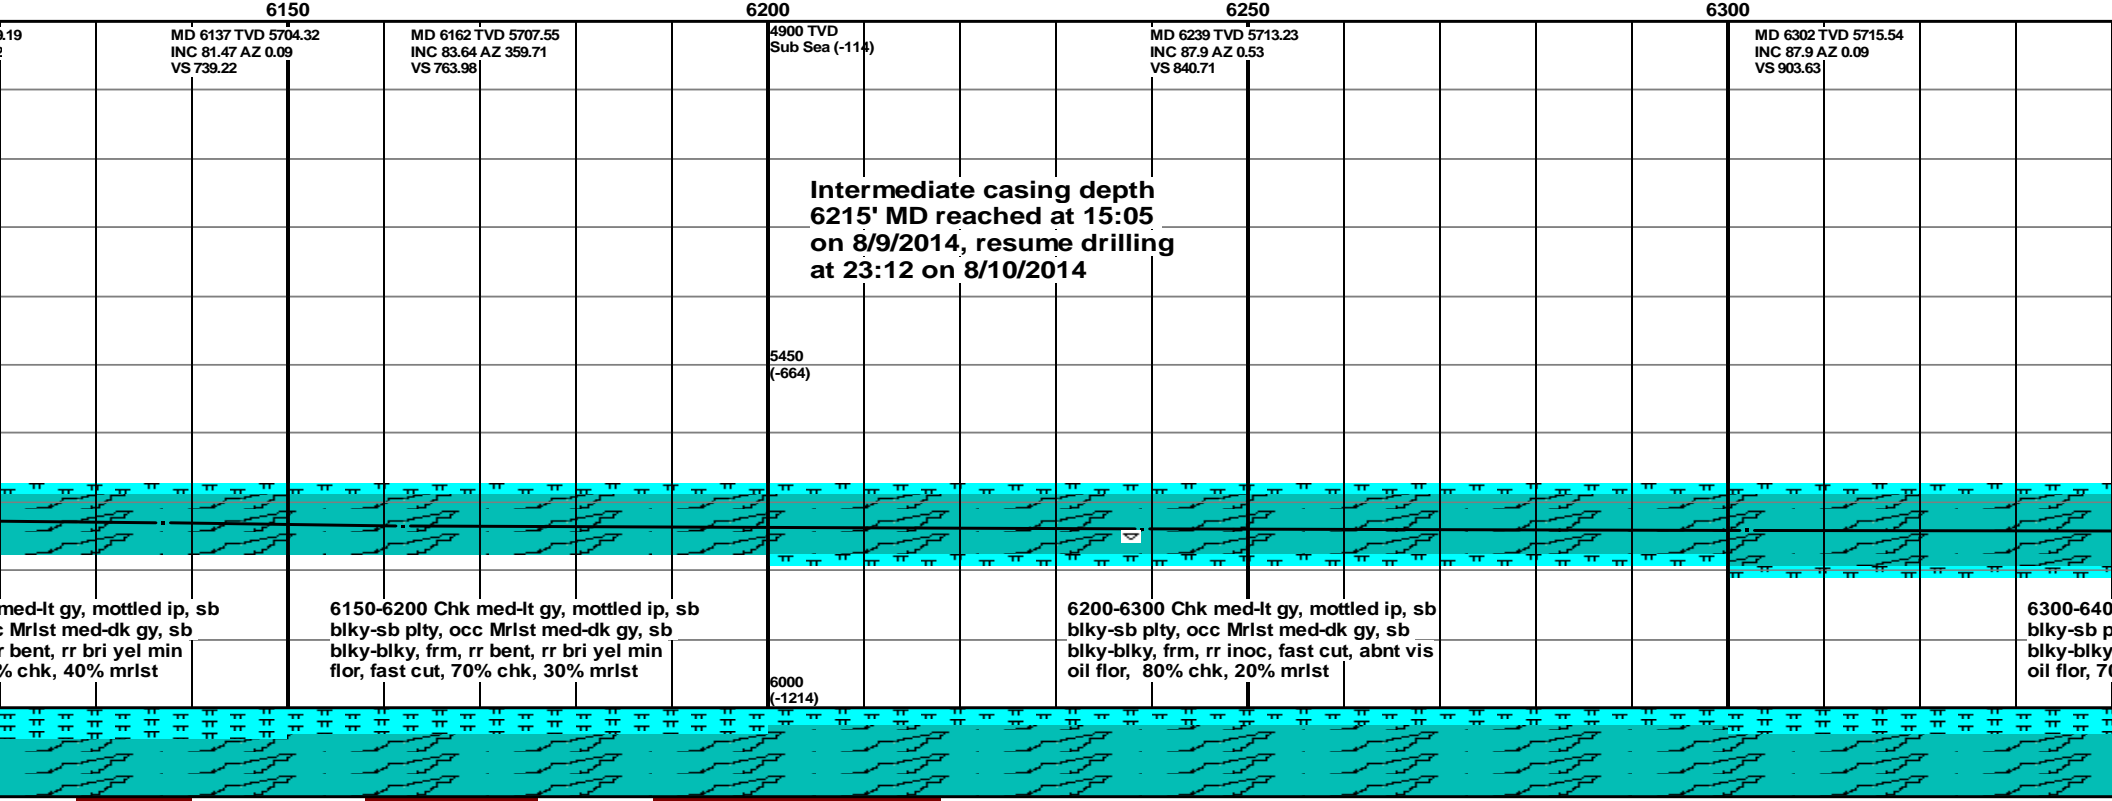 6150
6200
6250
6300
9.19
MD 6137 TVD 5704.32
INC 81.47 AZ 0.09
VS 739.22
MD 6162 TVD 5707.55
INC 83.64 AZ 359.71
VS 763.98
4900 TVD
Sub Sea (-114)
MD 6239 TVD 5713.23
INC 87.9 AZ 0.53
VS 840.71
MD 6302 TVD 5715.54
INC 87.9 AZ 0.09
VS 903.63
Intermediate casing depth
6215' MD reached at 15:05
on 8/9/2014, resume drilling
at 23:12 on 8/10/2014
5450
(-664)
med-lt gy, mottled ip, sb
c Mrlst med-dk gy, sb
r bent, rr bri yel min
% chk, 40% mrlst
6150-6200 Chk med-lt gy, mottled ip, sb
blky-sb plty, occ Mrlst med-dk gy, sb
blky-blky, frm, rr bent, rr bri yel min
flor, fast cut, 70% chk, 30% mrlst
6200-6300 Chk med-lt gy, mottled ip, sb
blky-sb plty, occ Mrlst med-dk gy, sb
blky-blky, frm, rr inoc, fast cut, abnt vis
oil flor, 80% chk, 20% mrlst
6300-640
blky-sb p
blky-blky
oil flor, 70
6000
(-1214)